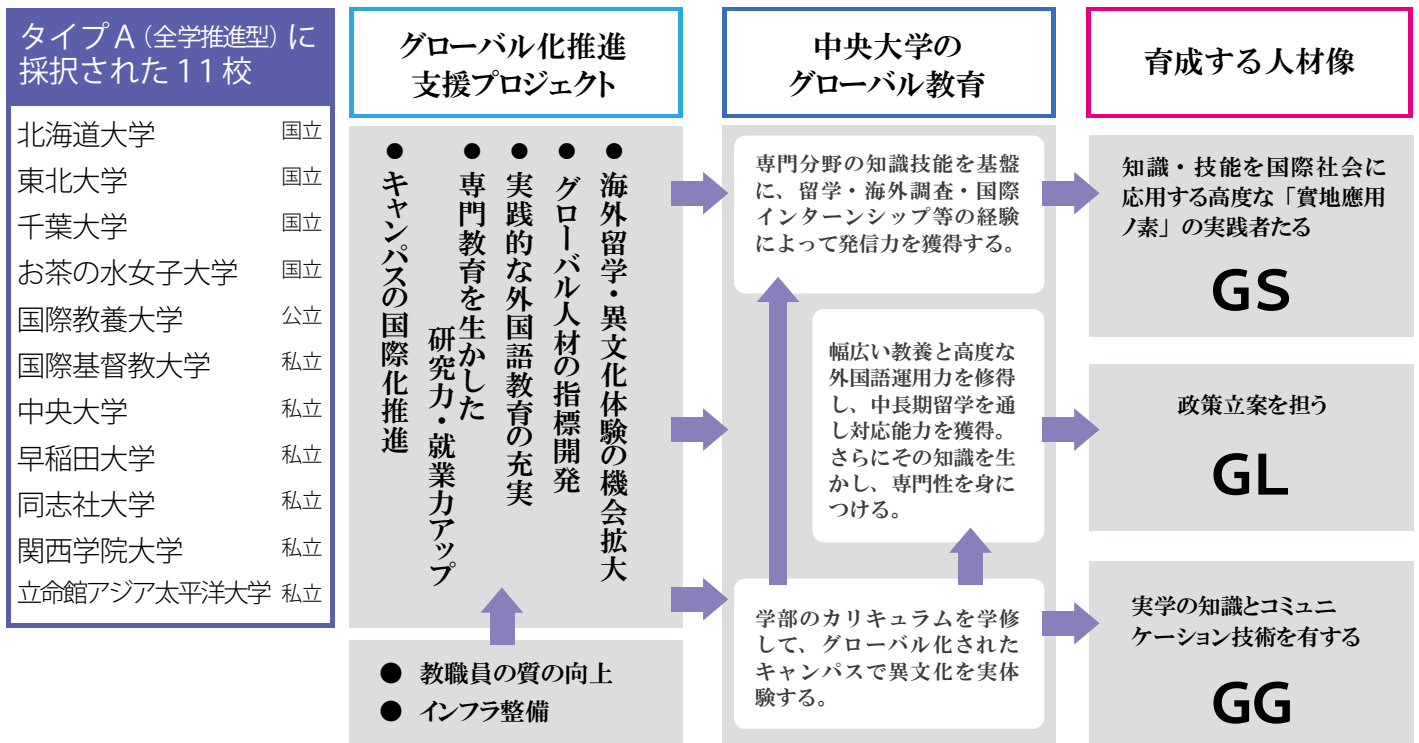 タイプA(全学推進型)に
採択された11校
北海道大学 国立
東北大学 国立
千葉大学 国立
お茶の水女子大学 国立
国際教養大学 公立
国際基督教大学 私立
中央大学 私立
早稲田大学 私立
同志社大学 私立
関西学院大学 私立
立命館アジア太平洋大学 私立
グローバル化推進
支援プロジェクト
● 海外留学・異文化体験の機会拡大
● グローバル人材の指標開発
● 実践的な外国語教育の充実
● 専門教育を生かした
研究力・就業力アップ
● キャンパスの国際化推進
● 教職員の質の向上
● インフラ整備
中央大学の
グローバル教育
専門分野の知識技能を基盤
に、留学・海外調査・国際
インターンシップ等の経験
によって発信力を獲得する。
幅広い教養と高度な
外国語運用力を修得
し、中長期留学を通
し対応能力を獲得。
さらにその知識を生
かし、専門性を身に
つける。
学部のカリキュラムを学修
して、グローバル化された
キャンパスで異文化を実体
験する。
育成する人材像
知識・技能を国際社会に
応用する高度な「實地應用
ノ素」の実践者たる
GS
政策立案を担う
GL
実学の知識とコミュニ
ケーション技術を有する
GG